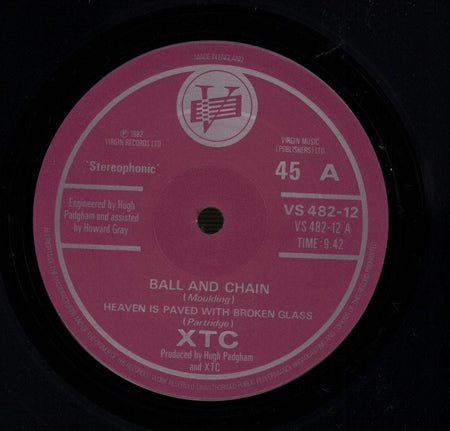 MADE IN ENGLAND
V
℗ 1982
VIRGIN RECORDS LTD
VIRGIN MUSIC
(PUBLISHERS) LTD
'Stereophonic'
45 A
Engineered by Hugh
Padgham and assisted
by Howard Gray
VS 482-12
VS 482-12 A
TIME: 9.42
BALL AND CHAIN
(Moulding)
HEAVEN IS PAVED WITH BROKEN GLASS
(Partridge)
XTC
Produced by Hugh Padgham
and XTC